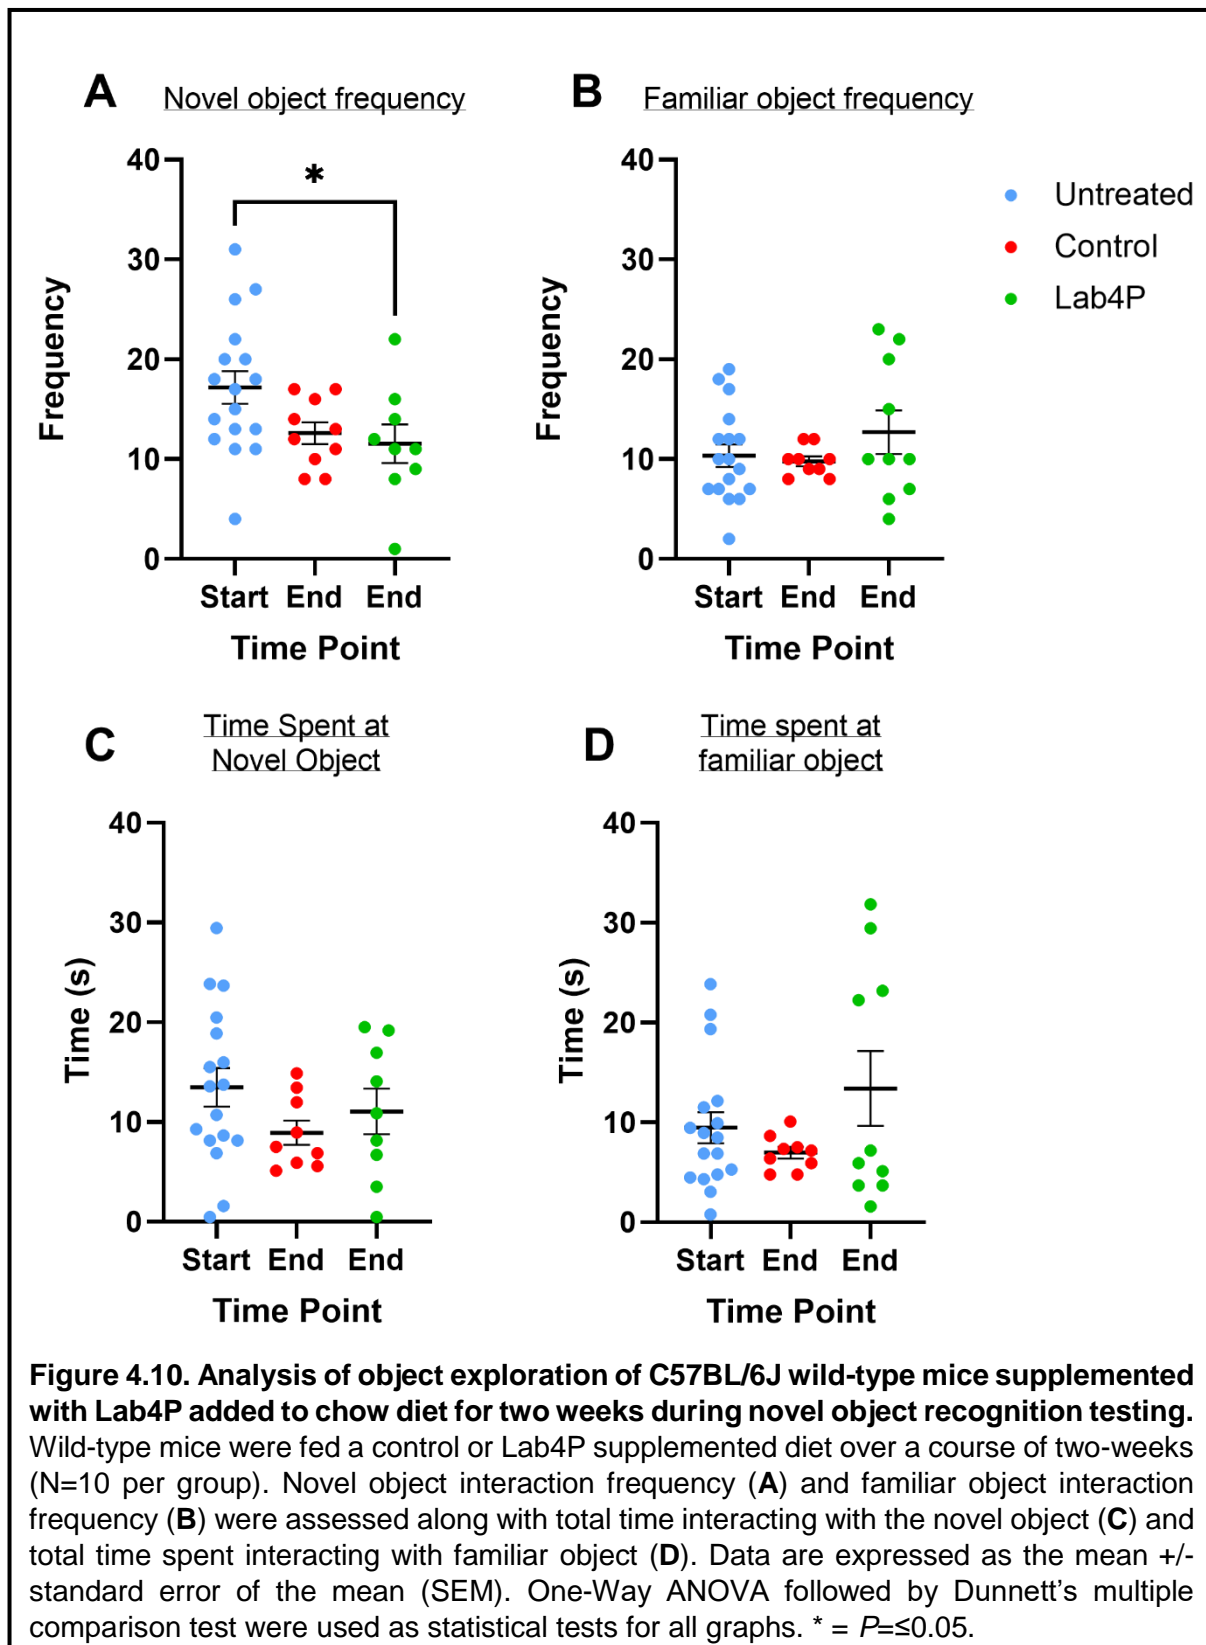 A Novel object frequency
B Familiar object frequency
40
30
20
10
0
Frequency
*
Start End End
Time Point
40
30
20
10
0
Frequency
Start End End
Time Point
Untreated
Control
Lab4P
C Time Spent at
Novel Object
D Time spent at
familiar object
40
30
20
10
0
Time (s)
Start End End
Time Point
40
30
20
10
0
Time (s)
Start End End
Time Point
Figure 4.10. Analysis of object exploration of C57BL/6J wild-type mice supplemented
with Lab4P added to chow diet for two weeks during novel object recognition testing.
Wild-type mice were fed a control or Lab4P supplemented diet over a course of two-weeks
(N=10 per group). Novel object interaction frequency (A) and familiar object interaction
frequency (B) were assessed along with total time interacting with the novel object (C) and
total time spent interacting with familiar object (D). Data are expressed as the mean +/-
standard error of the mean (SEM). One-Way ANOVA followed by Dunnett’s multiple
comparison test were used as statistical tests for all graphs. * = P=≤0.05.